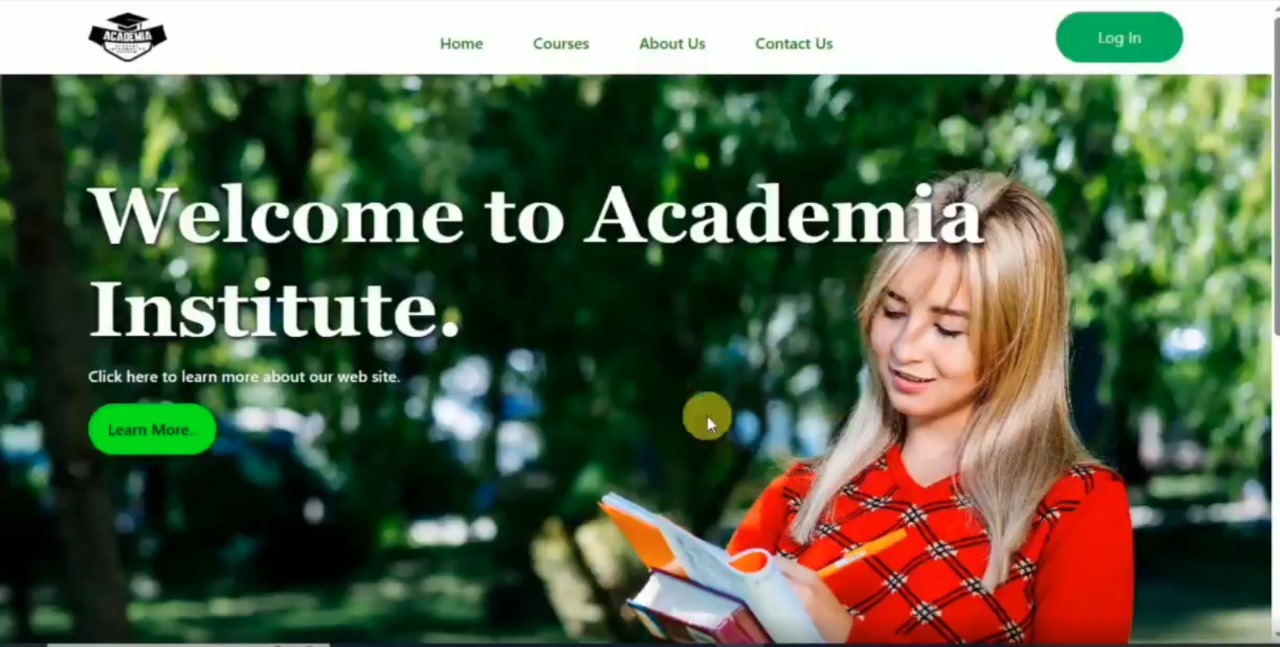 ACADEMIA
Home
Courses
About Us
Contact Us
Log In
Welcome to Academia
Institute.
Click here to learn more about our web site.
Learn More..